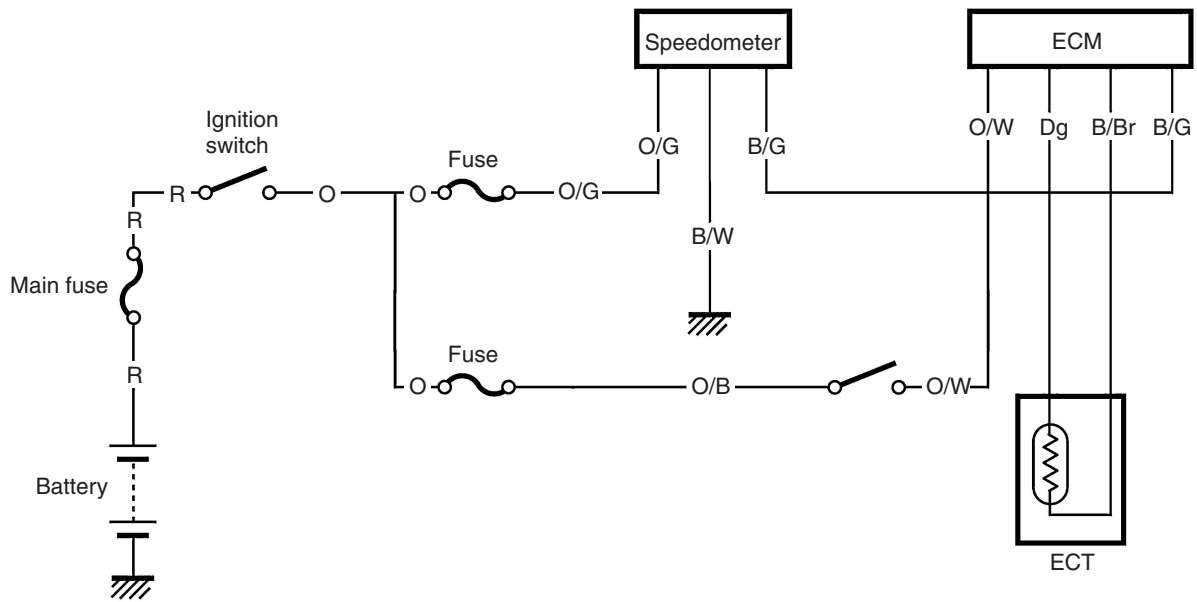 Speedometer
ECM
O/W
Dg
B/Br
B/G
Ignition
switch
O/G
B/G
Fuse
R
O
O
O/G
R
B/W
Main fuse
Fuse
R
O
O/B
O/W
Battery
ECT